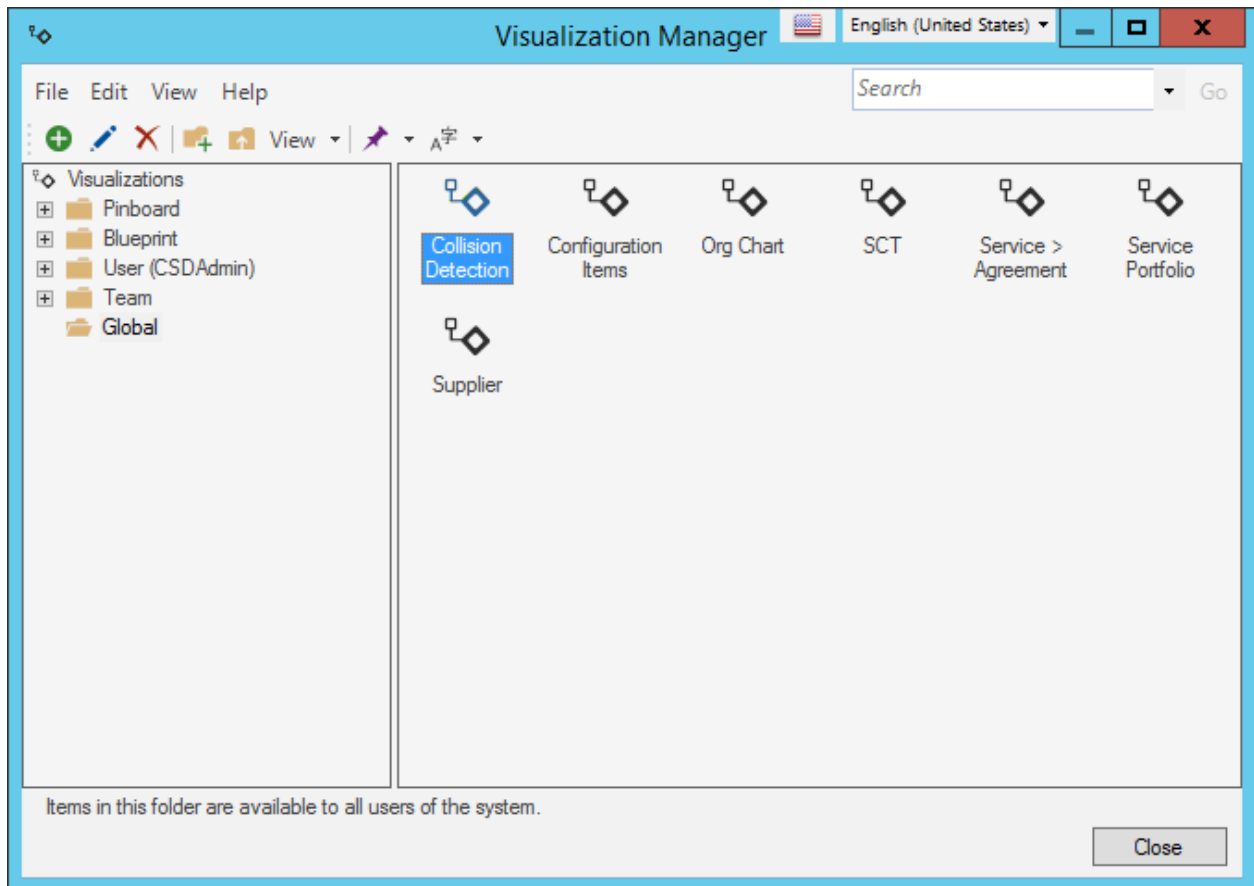 Visualization Manager
English (United States)
File Edit View Help
Search
Go
View
A字
Visualizations
Pinboard
Blueprint
User (CSDAdmin)
Team
Global
Collision
Detection
Configuration
Items
Org Chart
SCT
Service >
Agreement
Service
Portfolio
Supplier
Items in this folder are available to all users of the system.
Close